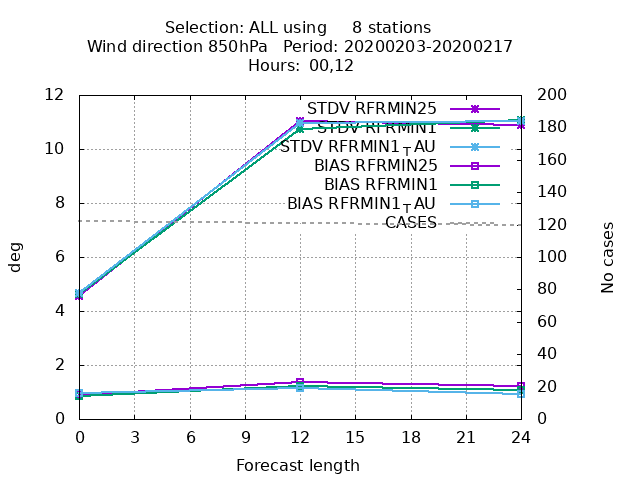 Selection: ALL using 8 stations
Wind direction 850hPa Period: 20200203-20200217
Hours: 00,12
12
10
8
6
4
2
0
deg
200
180
160
140
120
100
80
60
40
20
0
No cases
STDV RFRMIN25
STDV RFRMIN1
STDV RFRMIN1_TAU
BIAS RFRMIN25
BIAS RFRMIN1
BIAS RFRMIN1_TAU
CASES
0 3 6 9 12 15 18 21 24
Forecast length